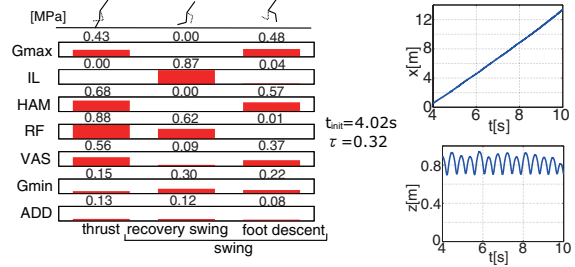 [MPa]
0.43 0.00 0.48
Gmax
0.00 0.87 0.04
IL
0.68 0.00 0.57
HAM
0.88 0.62 0.01
RF
0.56 0.09 0.37
VAS
0.15 0.30 0.22
Gmin
0.13 0.12 0.08
ADD
thrust recovery swing foot descent
swing
tinit=4.02s
τ =0.32
12
8
4
0
x[m]
4 6 8 10
t[s]
0.8
-0.4
0
z[m]
4 6 8 10
t[s]